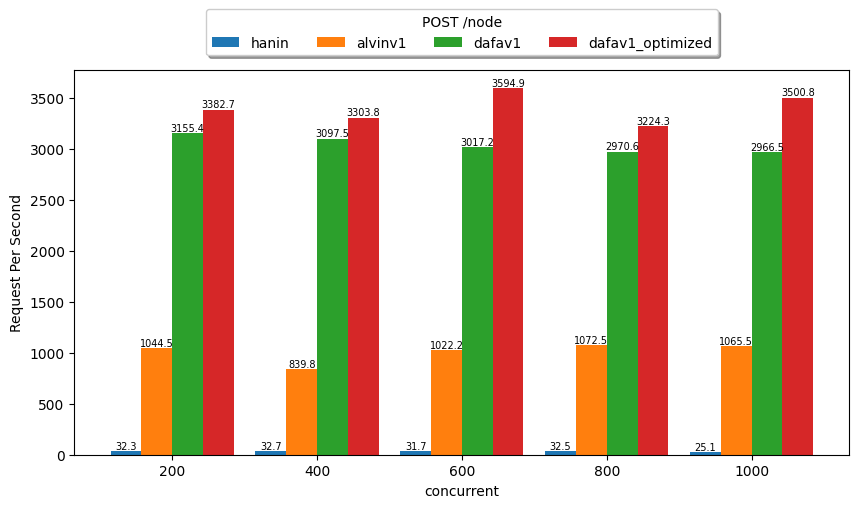 POST /node
hanin alvinv1 dafav1 dafav1_optimized
Request Per Second
3500
3000
2500
2000
1500
1000
500
0
32.3 1044.5 3155.4 3382.7
32.7 839.8 3097.5 3303.8
31.7 1022.2 3017.2 3594.9
32.5 1072.5 2970.6 3224.3
25.1 1065.5 2966.5 3500.8
200 400 600 800 1000
concurrent